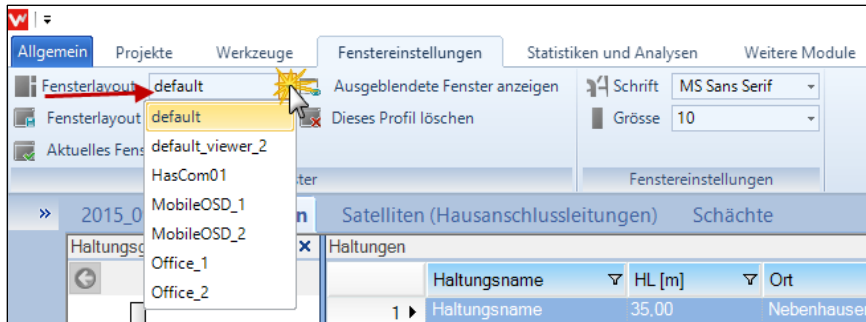 Allgemein Projekte Werkzeuge Fenstereinstellungen Statistiken und Analysen Weitere Module
Fensterlayout default Ausgeblendete Fenster anzeigen Schrift MS Sans Serif
Fensterlayout default Dieses Profil löschen Grösse 10
default_viewer_2
Aktuelles Fens
HasCom01
ter Fenstereinstellungen
MobileOSD_1
2015_0 n Satelliten (Hausanschlussleitungen) Schächte
MobileOSD_2
Haltungsg Haltungen
Office_1
Haltungsname HL [m] Ort
Office_2
1 Haltungsname 35,00 Nebenhausen